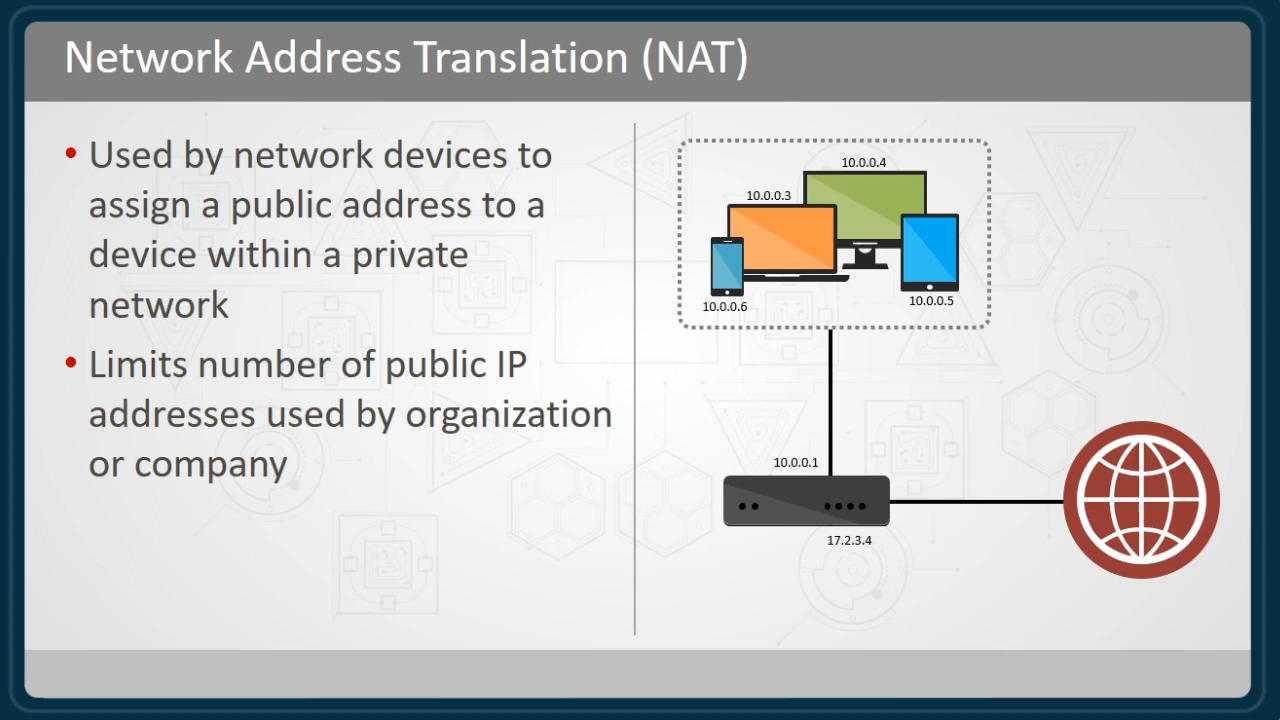 Network Address Translation (NAT)
• Used by network devices to
assign a public address to a
device within a private
network
• Limits number of public IP
addresses used by organization
or company
10.0.0.4
10.0.0.3
10.0.0.6
10.0.0.5
10.0.0.1
17.2.3.4